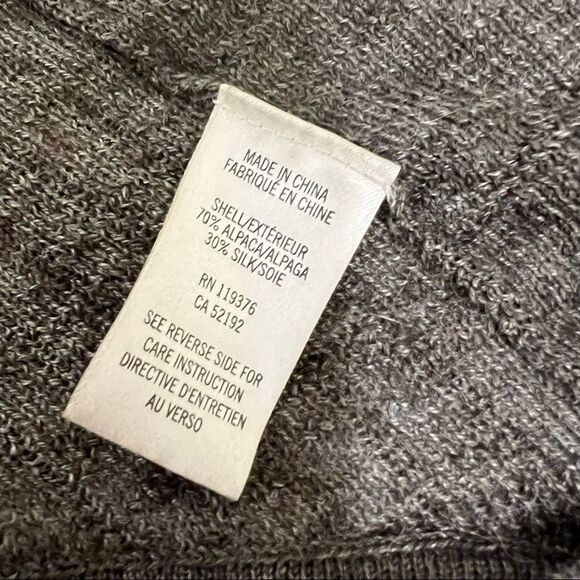 MADE IN CHINA
FABRIQUÉ EN CHINE
SHELL/EXTÉRIEUR
70% ALPACA/ALPAGA
30% SILK/SOIE
RN 119376
CA 52192
SEE REVERSE SIDE FOR
CARE INSTRUCTION
DIRECTIVE D'ENTRETIEN
AU VERSO